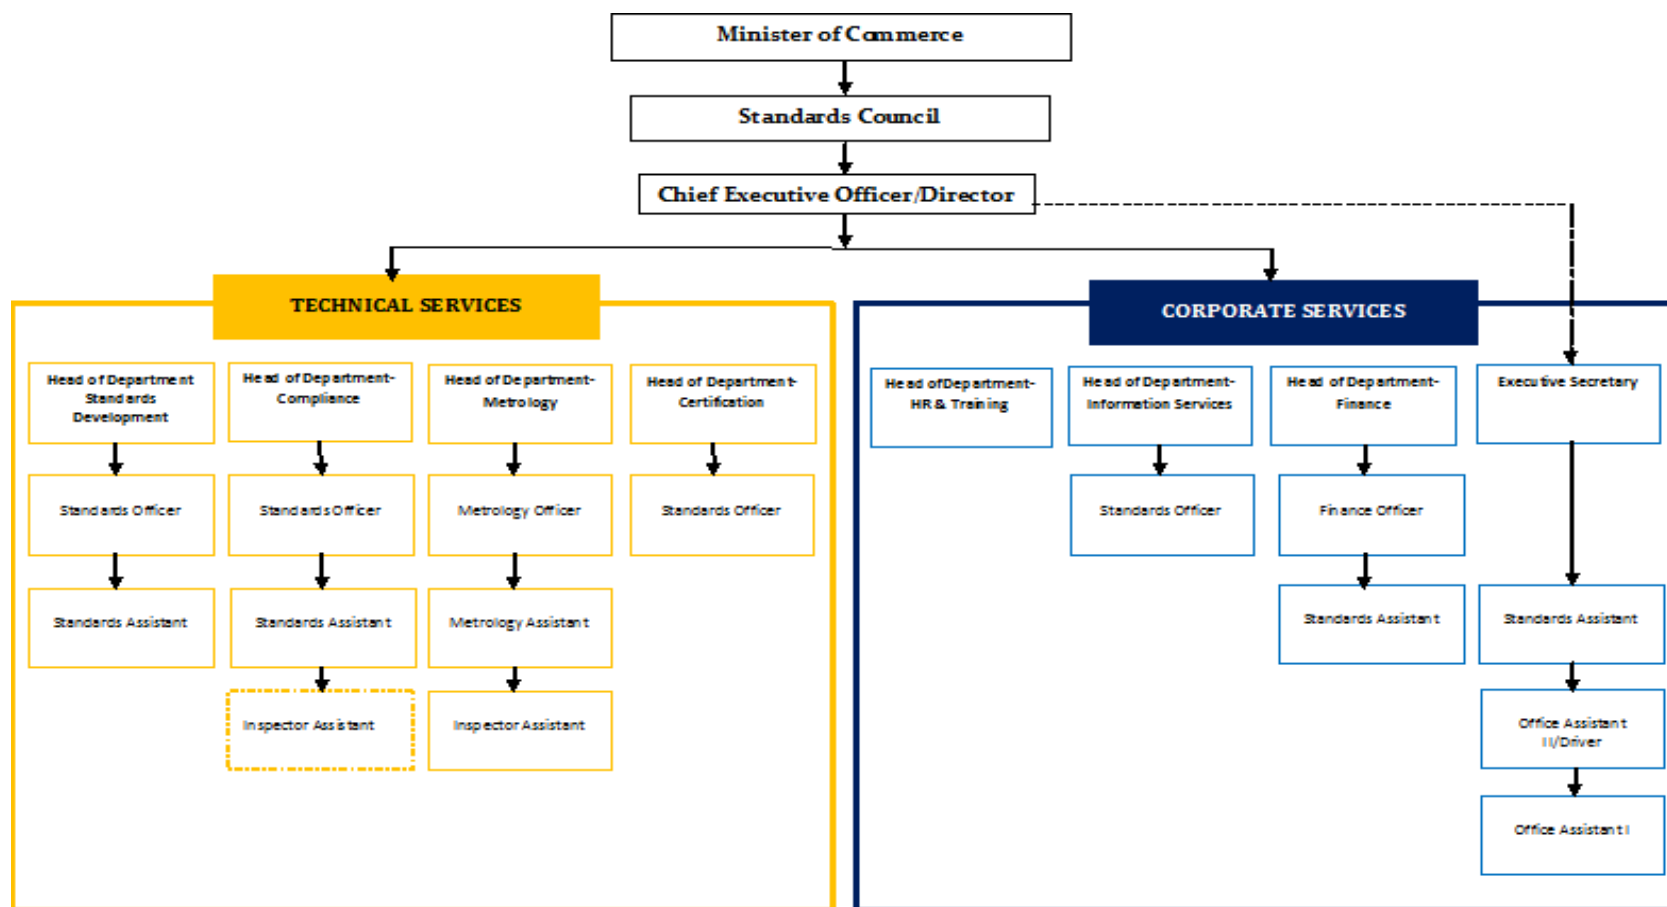 Minister of Commerce
Standards Council
Chief Executive Officer/Director
TECHNICAL SERVICES
CORPORATE SERVICES
Head of Department
Standards
Development
Head of Department-
Compliance
Head of Department-
Metrology
Head of Department-
Certification
Head of Department-
HR & Training
Head of Department-
Information Services
Head of Department-
Finance
Executive Secretary
Standards Officer
Standards Officer
Metrology Officer
Standards Officer
Standards Officer
Finance Officer
Standards Assistant
Standards Assistant
Metrology Assistant
Standards Assistant
Standards Assistant
Inspector Assistant
Inspector Assistant
Office Assistant
II/Driver
Office Assistant I